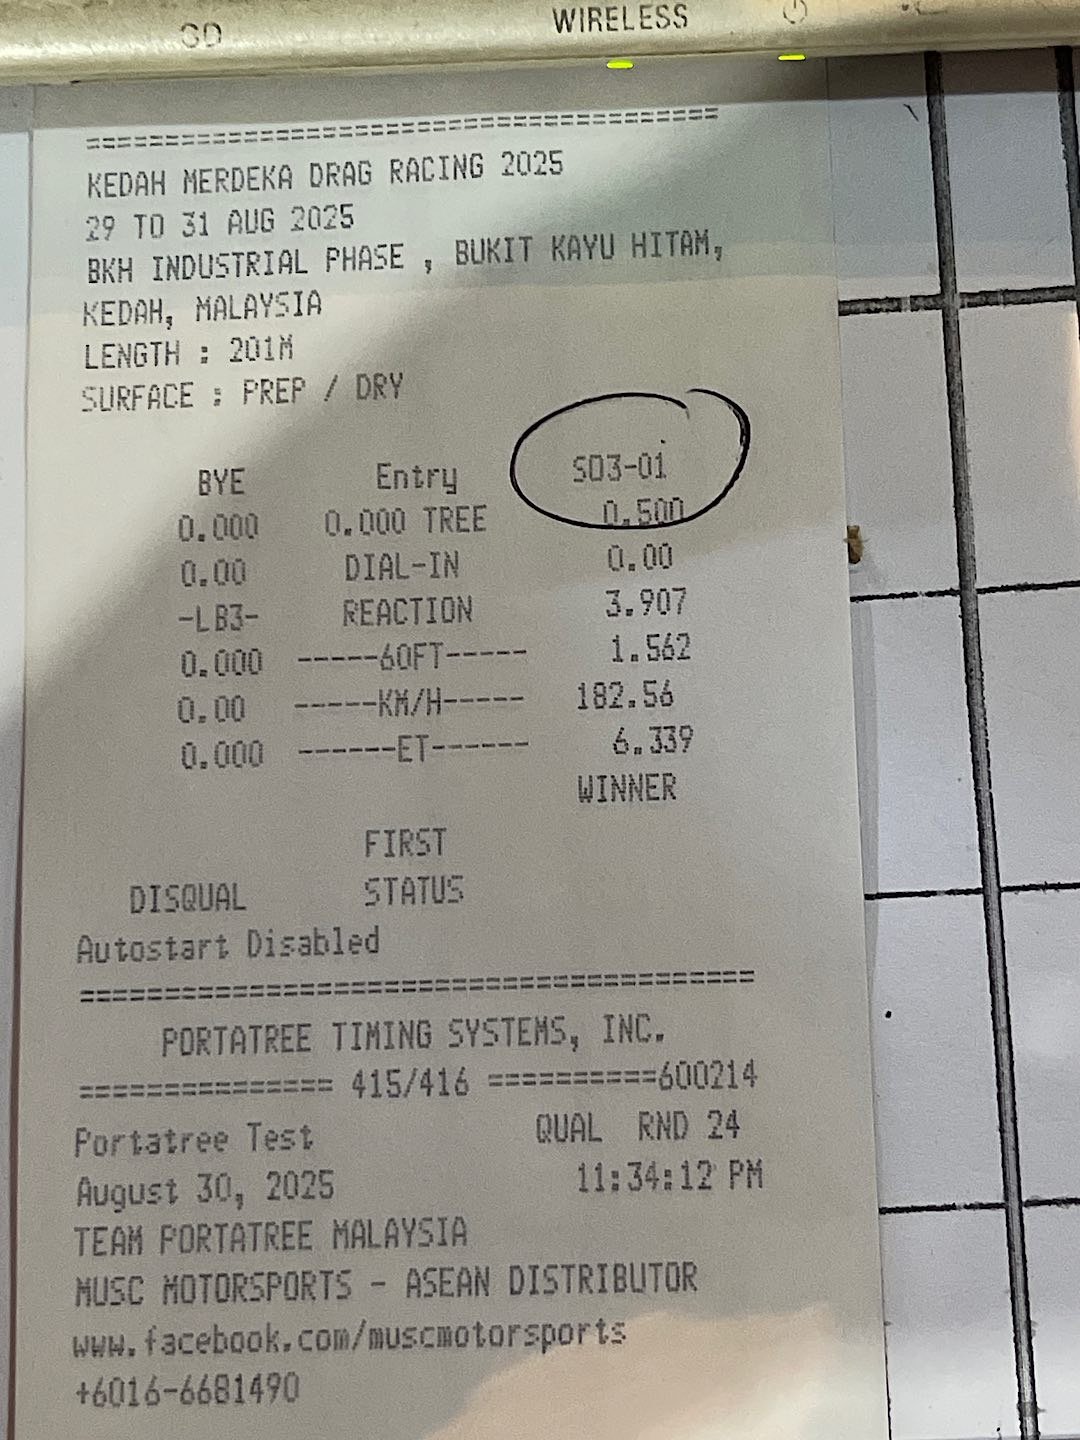 CD WIRELESS
=====================================
KEDAH MERDEKA DRAG RACING 2025
29 TO 31 AUG 2025
BKH INDUSTRIAL PHASE , BUKIT KAYU HITAM,
KEDAH, MALAYSIA
LENGTH : 201M
SURFACE : PREP / DRY
BYE Entry SD3-01
0.000 0.000 TREE 0.500
0.00 DIAL-IN 0.00
-LB3- REACTION 3.907
0.000 -----60FT----- 1.562
0.00 -----KM/H----- 182.56
0.000 ------ET------ 6.339
WINNER
FIRST
DISQUAL STATUS
Autostart Disabled
========================================
PORTATREE TIMING SYSTEMS, INC.
=============== 415/416 ==========600214
Portatree Test QUAL RND 24
August 30, 2025 11:34:12 PM
TEAM PORTATREE MALAYSIA
MUSC MOTORSPORTS - ASEAN DISTRIBUTOR
www.facebook.com/muscmotorsports
+6016-6681490